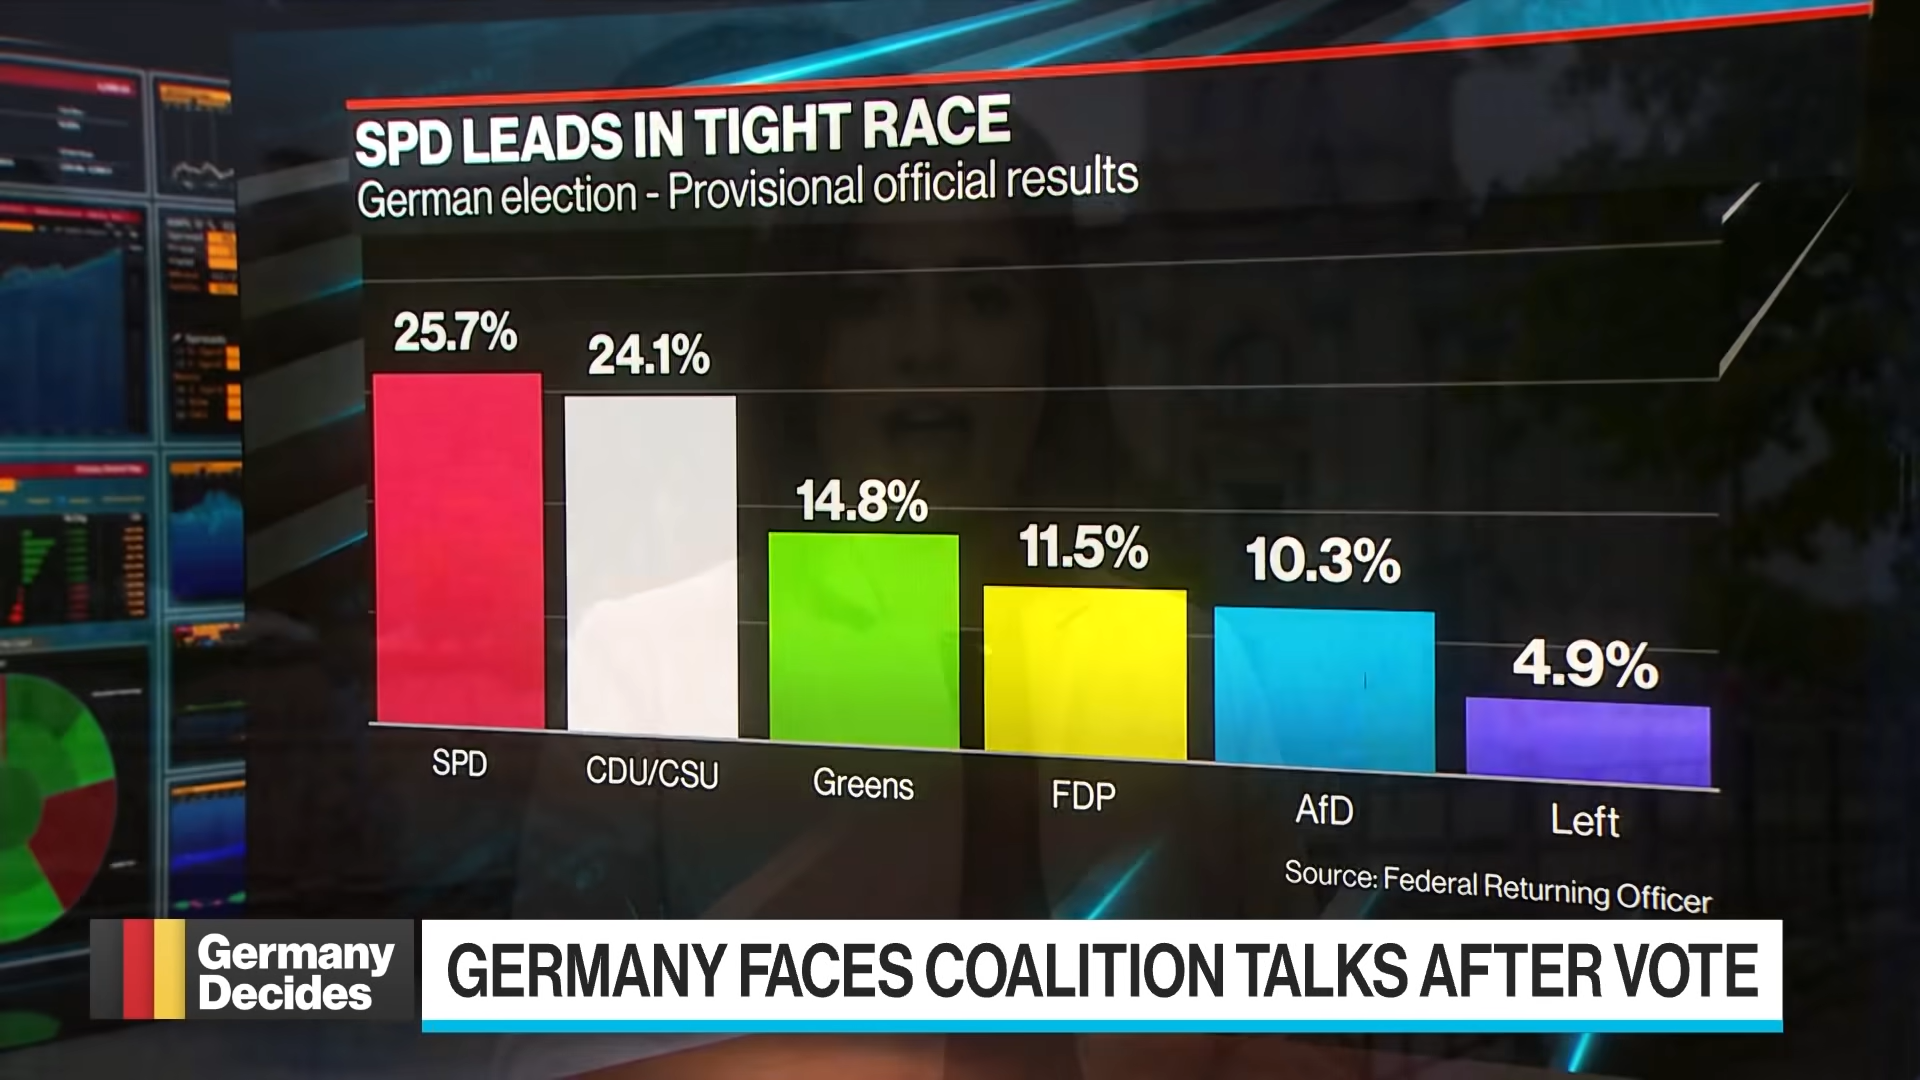 SPD LEADS IN TIGHT RACE
German election - Provisional official results
25.7%
24.1%
14.8%
11.5%
10.3%
4.9%
SPD
CDU/CSU
Greens
FDP
AfD
Left
Source: Federal Returning Officer
Germany
Decides
GERMANY FACES COALITION TALKS AFTER VOTE